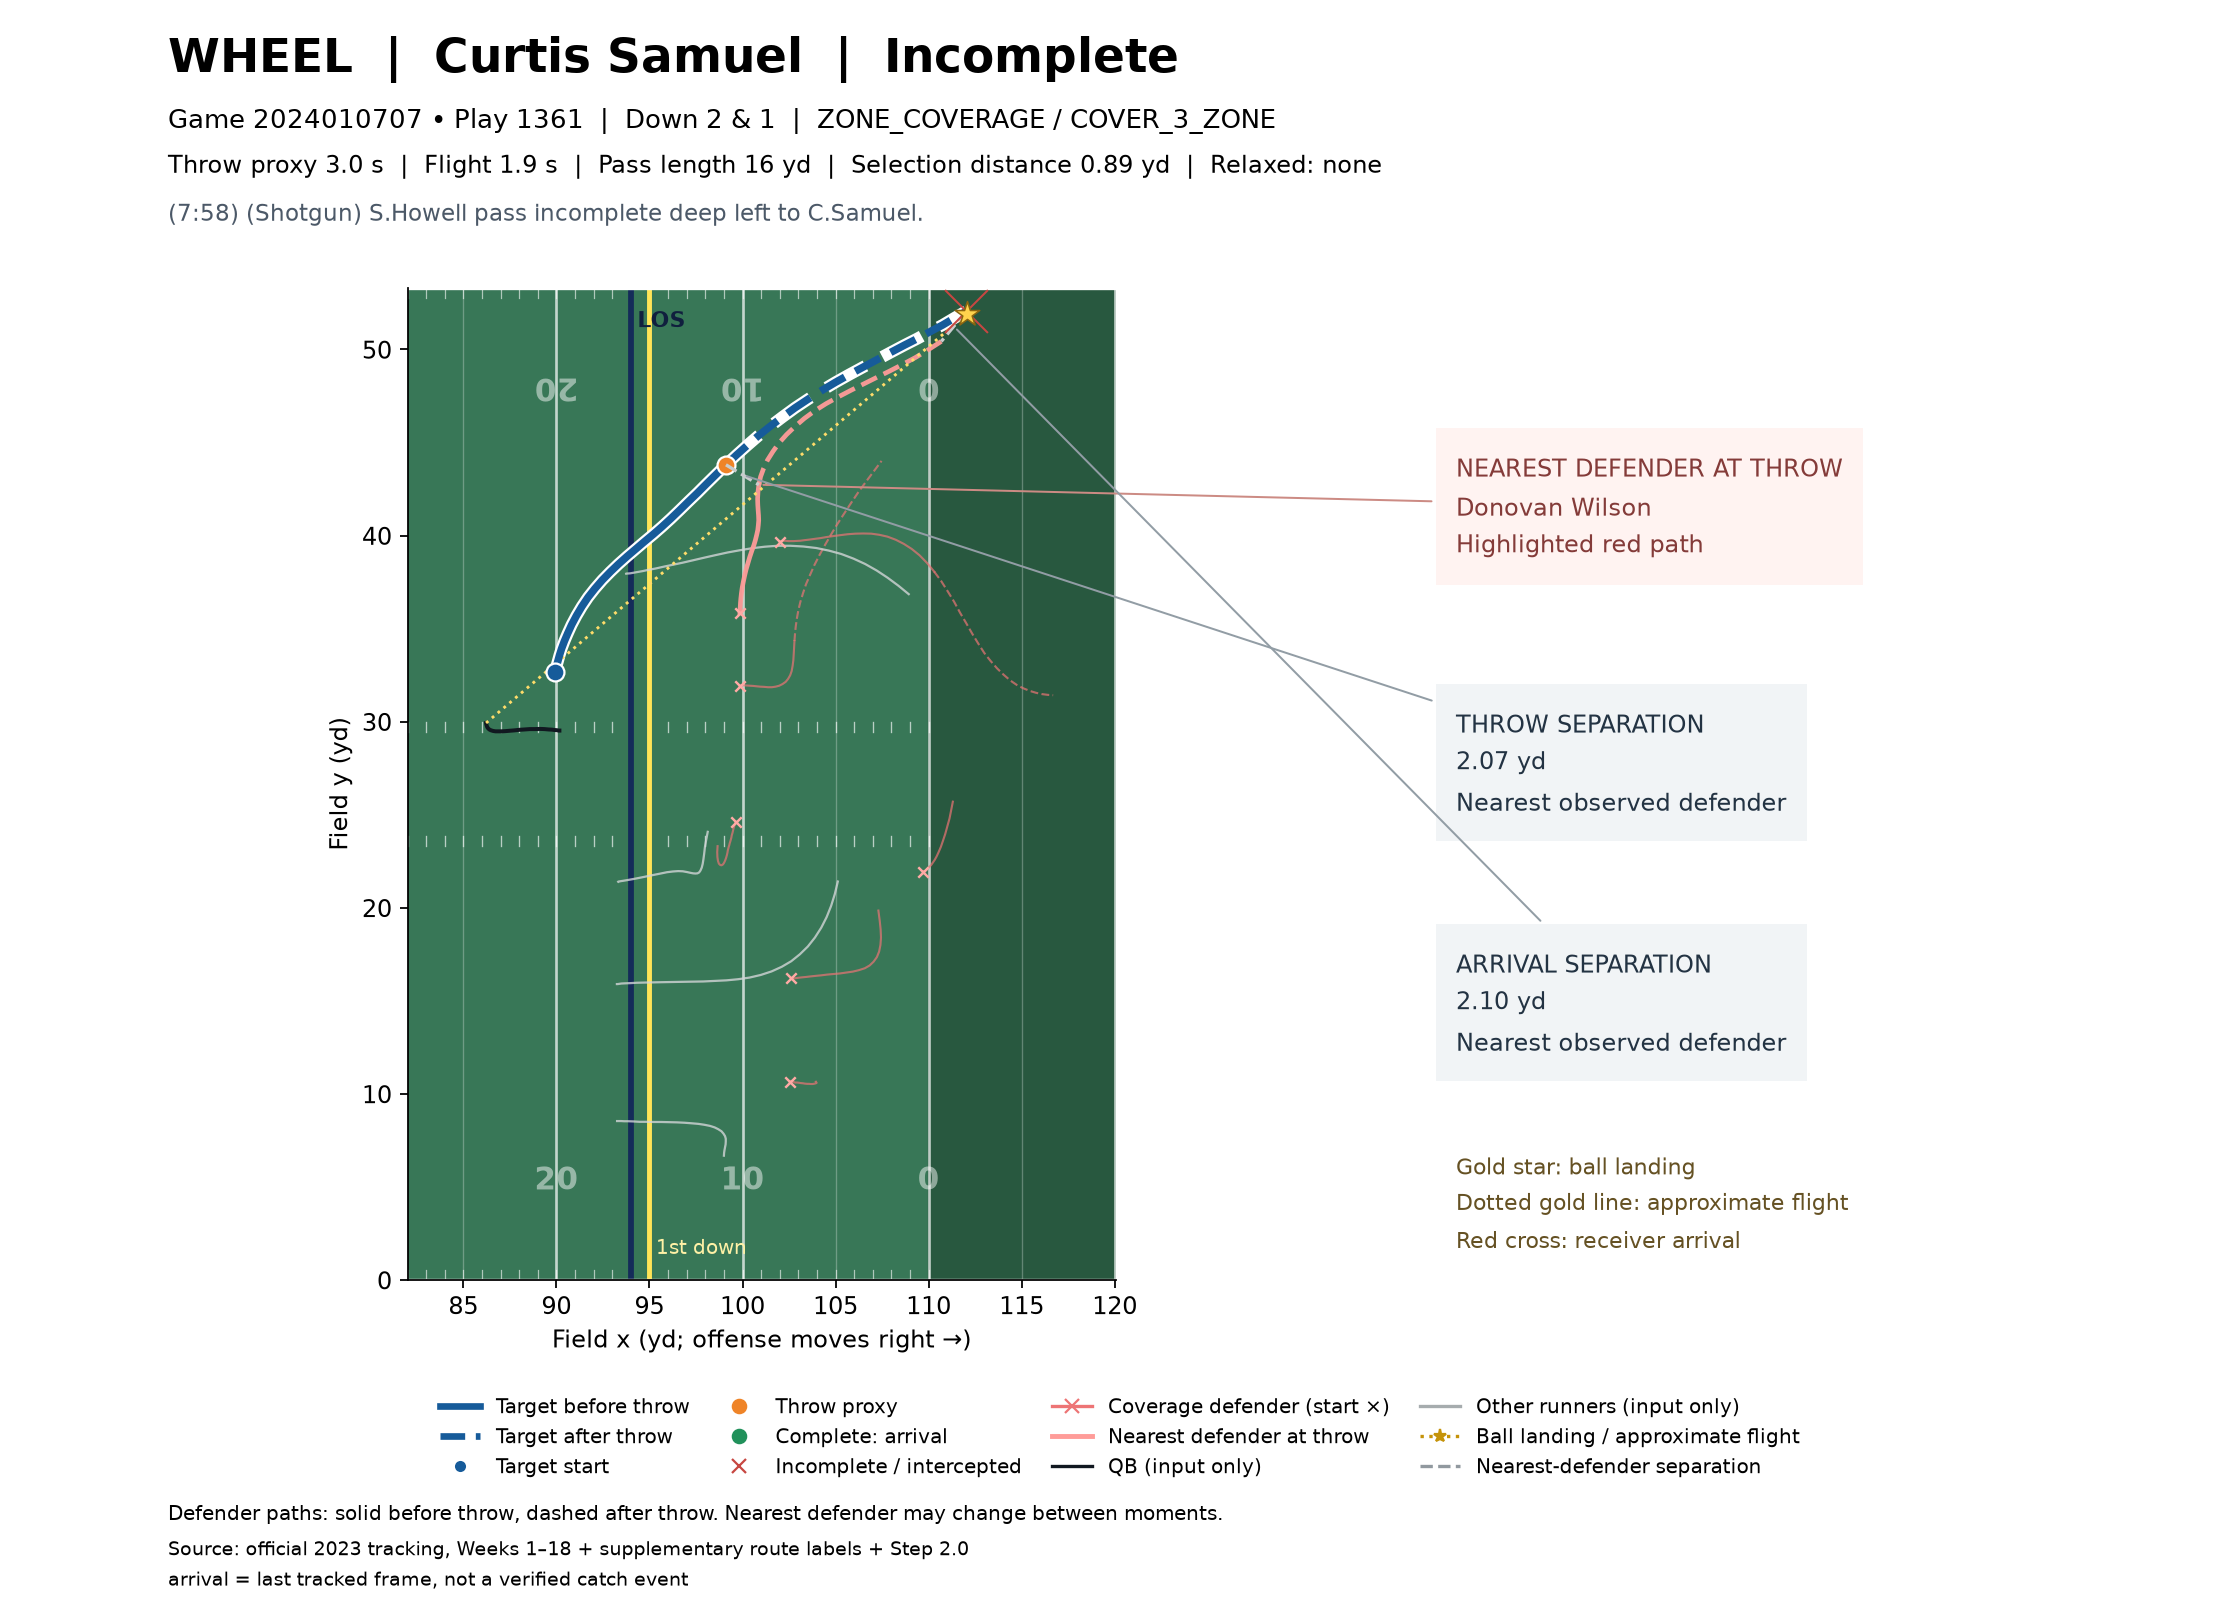 WHEEL | Curtis Samuel | Incomplete
Game 2024010707 • Play 1361 | Down 2 & 1 | ZONE_COVERAGE / COVER_3_ZONE
Throw proxy 3.0 s | Flight 1.9 s | Pass length 16 yd | Selection distance 0.89 yd | Relaxed: none
(7:58) (Shotgun) S.Howell pass incomplete deep left to C.Samuel.
LOS
50
40
30
20
10
0
20
10
0
20
10
0
1st down
Field y (yd)
85
90
95
100
105
110
115
120
Field x (yd; offense moves right →)
NEAREST DEFENDER AT THROW
Donovan Wilson
Highlighted red path
THROW SEPARATION
2.07 yd
Nearest observed defender
ARRIVAL SEPARATION
2.10 yd
Nearest observed defender
Gold star: ball landing
Dotted gold line: approximate flight
Red cross: receiver arrival
Target before throw
Target after throw
Target start
Throw proxy
Complete: arrival
Incomplete / intercepted
Coverage defender (start ×)
Nearest defender at throw
QB (input only)
Other runners (input only)
Ball landing / approximate flight
Nearest-defender separation
Defender paths: solid before throw, dashed after throw. Nearest defender may change between moments.
Source: official 2023 tracking, Weeks 1–18 + supplementary route labels + Step 2.0
arrival = last tracked frame, not a verified catch event